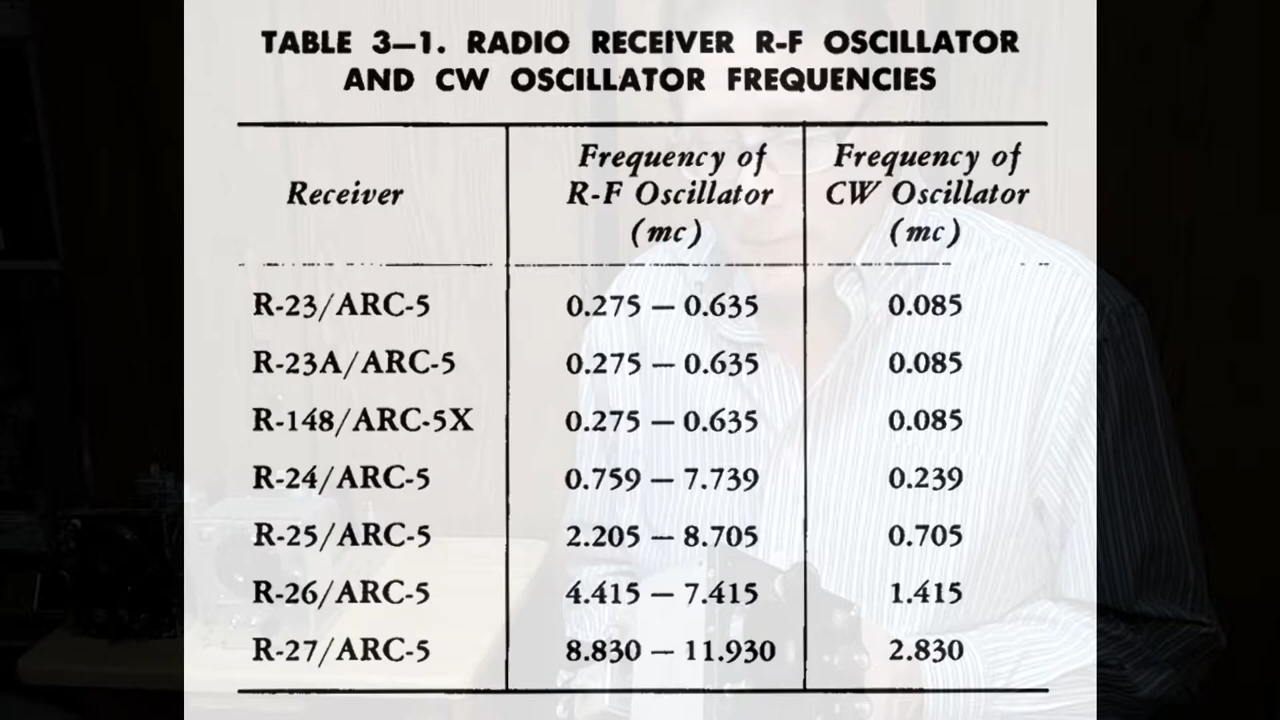 TABLE 3—1. RADIO RECEIVER R-F OSCILLATOR
AND CW OSCILLATOR FREQUENCIES
Receiver
Frequency of
R-F Oscillator
(mc)
Frequency of
CW Oscillator
(mc)
R-23/ARC-5 0.275 — 0.635 0.085
R-23A/ARC-5 0.275 — 0.635 0.085
R-148/ARC-5X 0.275 — 0.635 0.085
R-24/ARC-5 0.759 — 7.739 0.239
R-25/ARC-5 2.205 — 8.705 0.705
R-26/ARC-5 4.415 — 7.415 1.415
R-27/ARC-5 8.830 — 11.930 2.830